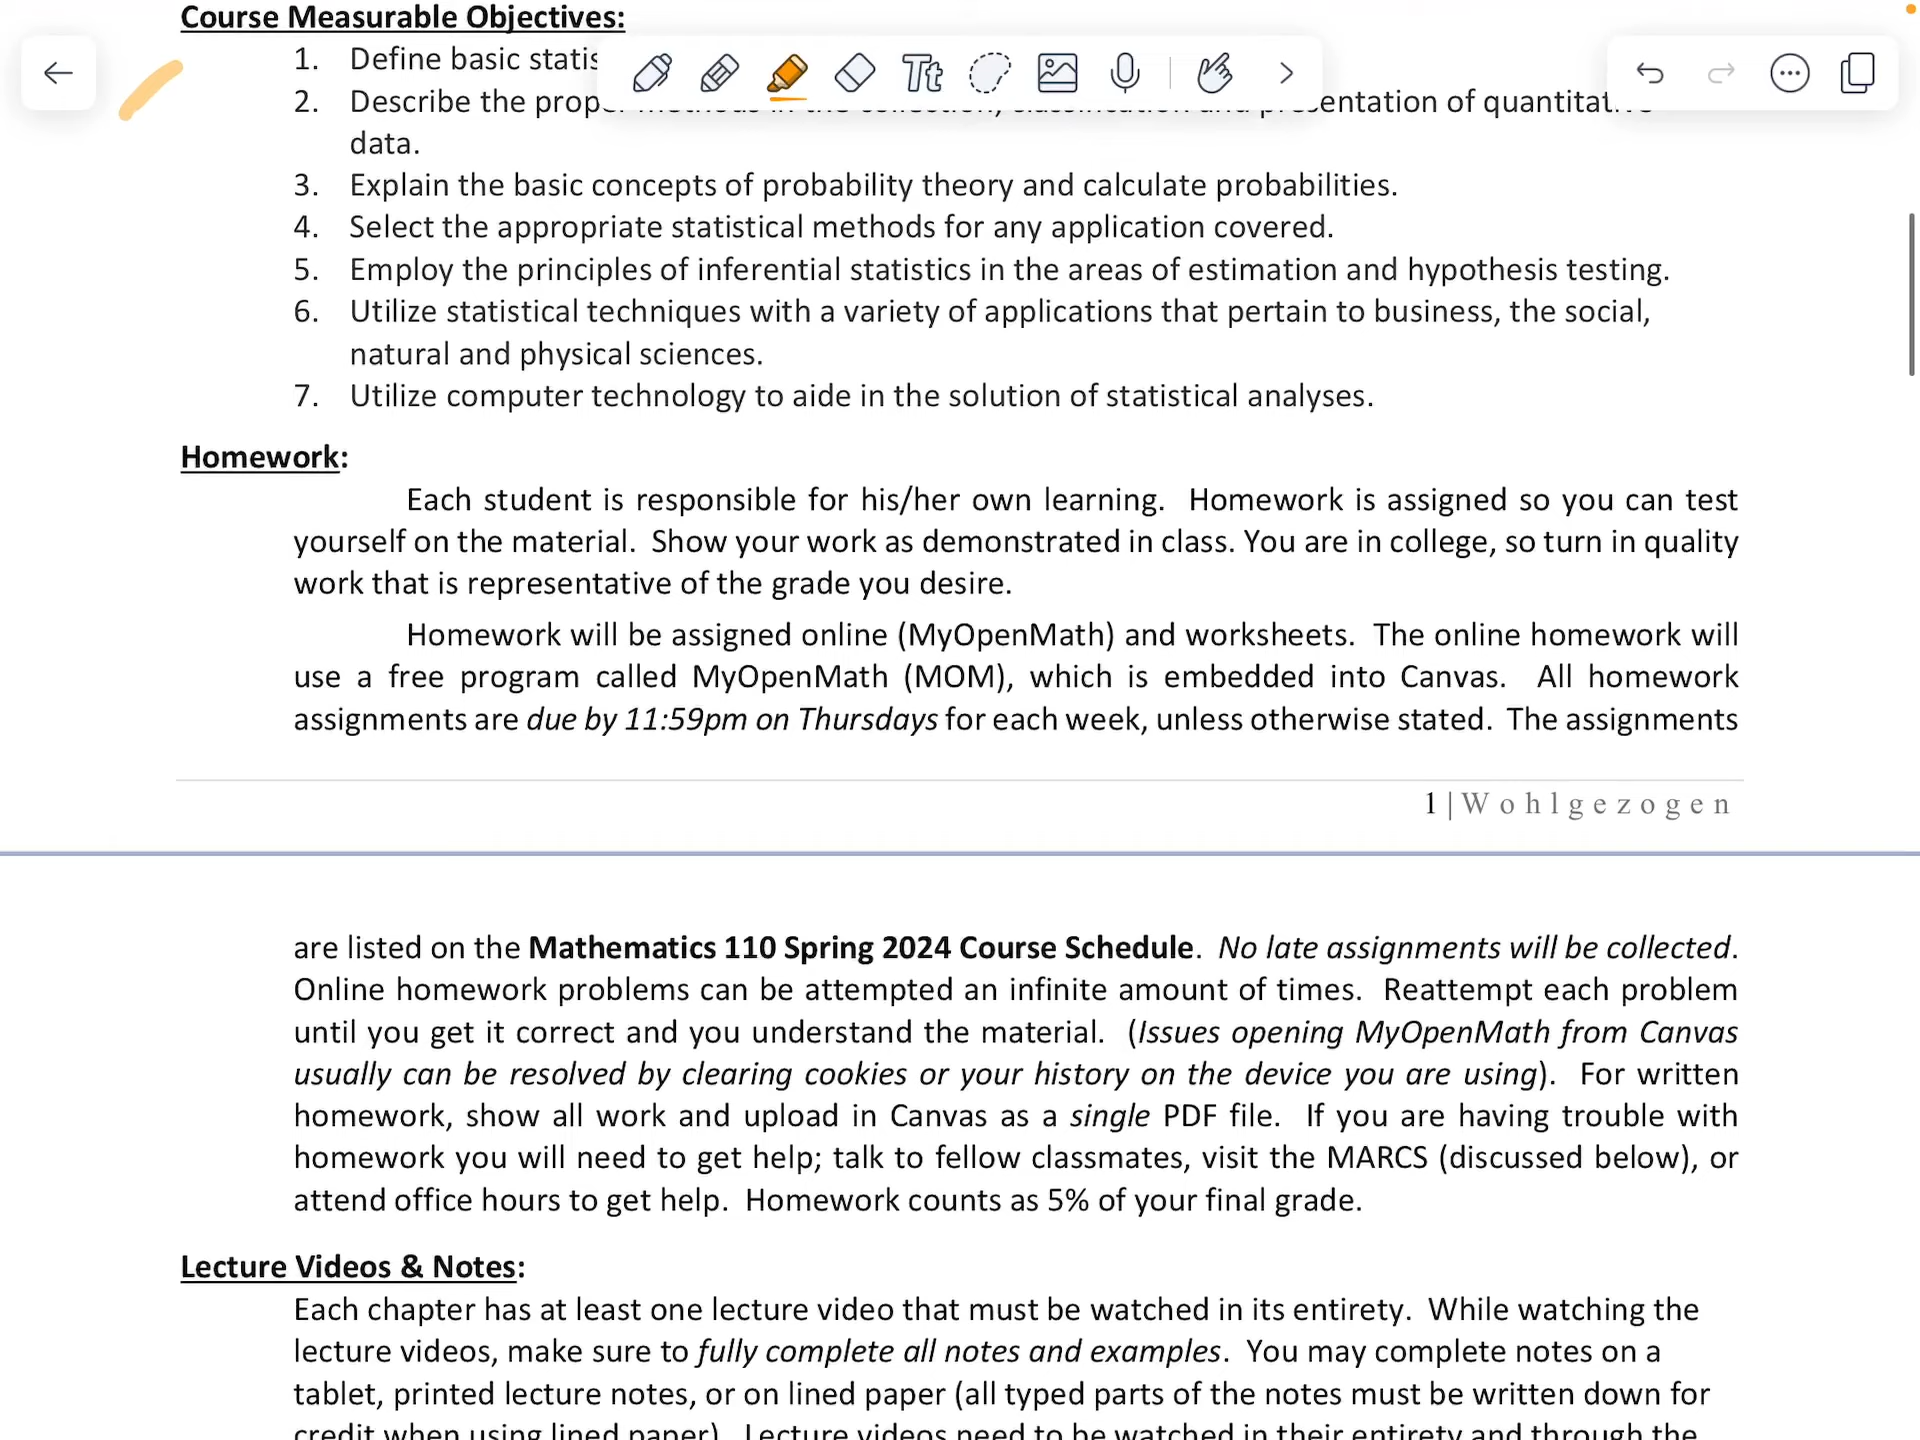 Course Measurable Objectives:
1. Define basic statis
2. Describe the prop entation of quantitat
data.
3. Explain the basic concepts of probability theory and calculate probabilities.
4. Select the appropriate statistical methods for any application covered.
5. Employ the principles of inferential statistics in the areas of estimation and hypothesis testing.
6. Utilize statistical techniques with a variety of applications that pertain to business, the social,
natural and physical sciences.
7. Utilize computer technology to aide in the solution of statistical analyses.
Homework:
Each student is responsible for his/her own learning. Homework is assigned so you can test
yourself on the material. Show your work as demonstrated in class. You are in college, so turn in quality
work that is representative of the grade you desire.
Homework will be assigned online (MyOpenMath) and worksheets. The online homework will
use a free program called MyOpenMath (MOM), which is embedded into Canvas. All homework
assignments are due by 11:59pm on Thursdays for each week, unless otherwise stated. The assignments
1 | Wohlgezogen
are listed on the Mathematics 110 Spring 2024 Course Schedule. No late assignments will be collected.
Online homework problems can be attempted an infinite amount of times. Reattempt each problem
until you get it correct and you understand the material. (Issues opening MyOpenMath from Canvas
usually can be resolved by clearing cookies or your history on the device you are using). For written
homework, show all work and upload in Canvas as a single PDF file. If you are having trouble with
homework you will need to get help; talk to fellow classmates, visit the MARCS (discussed below), or
attend office hours to get help. Homework counts as 5% of your final grade.
Lecture Videos & Notes:
Each chapter has at least one lecture video that must be watched in its entirety. While watching the
lecture videos, make sure to fully complete all notes and examples. You may complete notes on a
tablet, printed lecture notes, or on lined paper (all typed parts of the notes must be written down for
credit when using lined paper). Lecture videos need to be watched in their entirety and through the